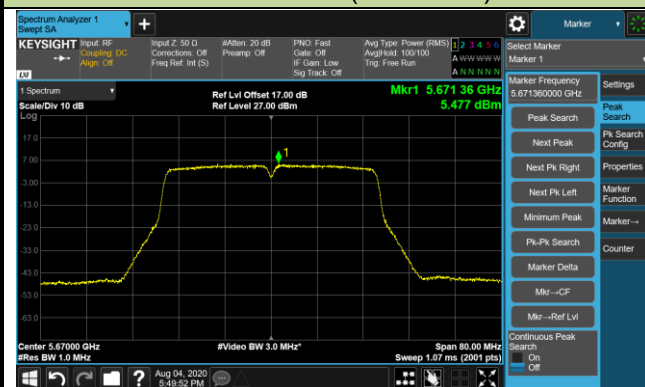 Spectrum Analyzer 1
Swept SA
Marker
KEYSIGHT
Input: RF
Coupling: DC
Align: Off
Input Z: 50 Ω
Corrections: Off
Freq Ref: Int (S)
#Atten: 20 dB
Preamp: Off
PNO: Fast
Gate: Off
IF Gain: Low
Sig Track: Off
Avg Type: Power (RMS)
Avg|Hold: 100/100
Trig: Free Run
1 2 3 4 5 6
A W W W W W
A N N N N N
LXI
Select Marker
Marker 1
1 Spectrum
Scale/Div 10 dB
Log
Ref Lvl Offset 17.00 dB
Ref Level 27.00 dBm
Mkr1 5.671 36 GHz
5.477 dBm
17.0
7.00
-3.00
-13.0
-23.0
-33.0
-43.0
-53.0
-63.0
1
Center 5.67000 GHz
#Res BW 1.0 MHz
#Video BW 3.0 MHz*
Span 80.00 MHz
Sweep 1.07 ms (2001 pts)
Marker Frequency
5.671360000 GHz
Peak Search
Next Peak
Next Pk Right
Next Pk Left
Minimum Peak
Pk-Pk Search
Marker Delta
Mkr→CF
Mkr→Ref Lvl
Continuous Peak
Search
On
Off
Settings
Peak
Search
Pk Search
Config
Properties
Marker
Function
Marker→
Counter
Aug 04, 2020
5:49:52 PM